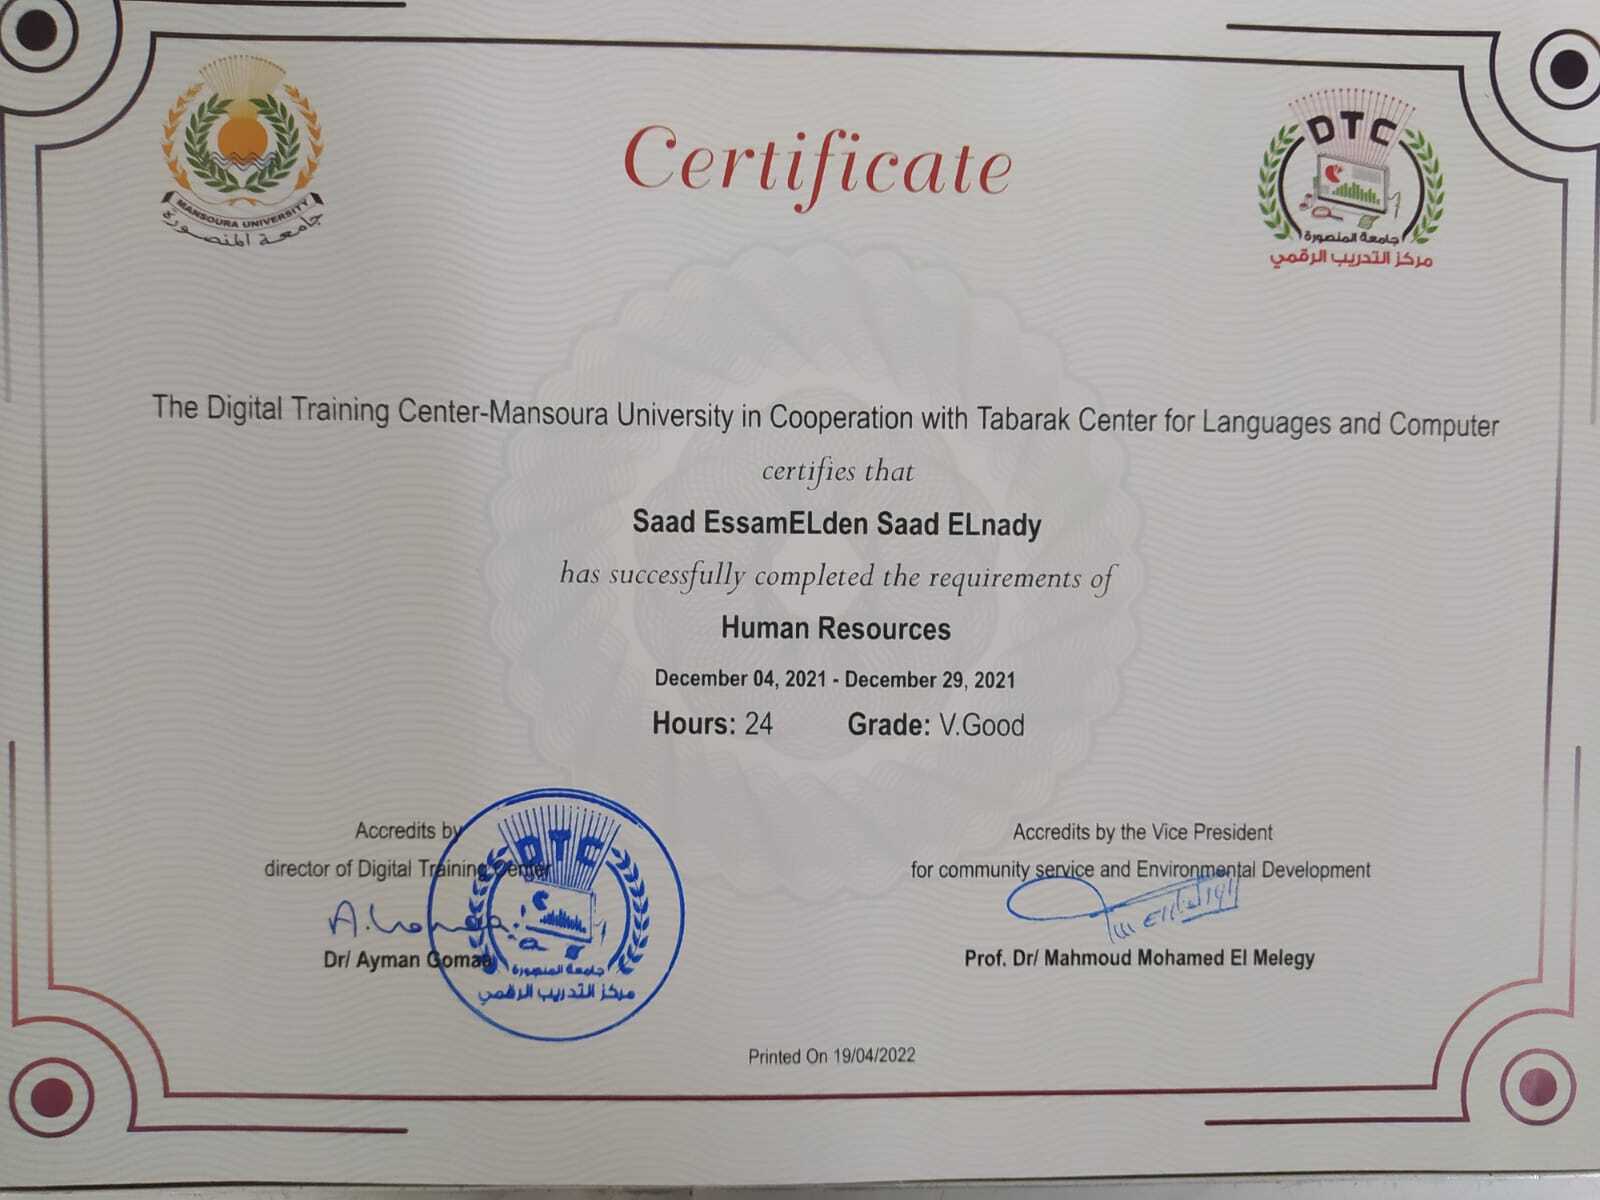 MANSOURA UNIVERSITY
جامعة المنصورة
Certificate
DTC
جامعة المنصورة
مركز التدريب الرقمي
The Digital Training Center-Mansoura University in Cooperation with Tabarak Center for Languages and Computer
certifies that
Saad EssamELden Saad ELnady
has successfully completed the requirements of
Human Resources
December 04, 2021 - December 29, 2021
Hours: 24 Grade: V.Good
Accredits by
director of Digital Training Center
A.Gomaa
Dr/ Ayman Gomaa
DTC
جامعة المنصورة
مركز التدريب الرقمي
Accredits by the Vice President
for community service and Environmental Development
Prof. Dr/ Mahmoud Mohamed El Melegy
Printed On 19/04/2022